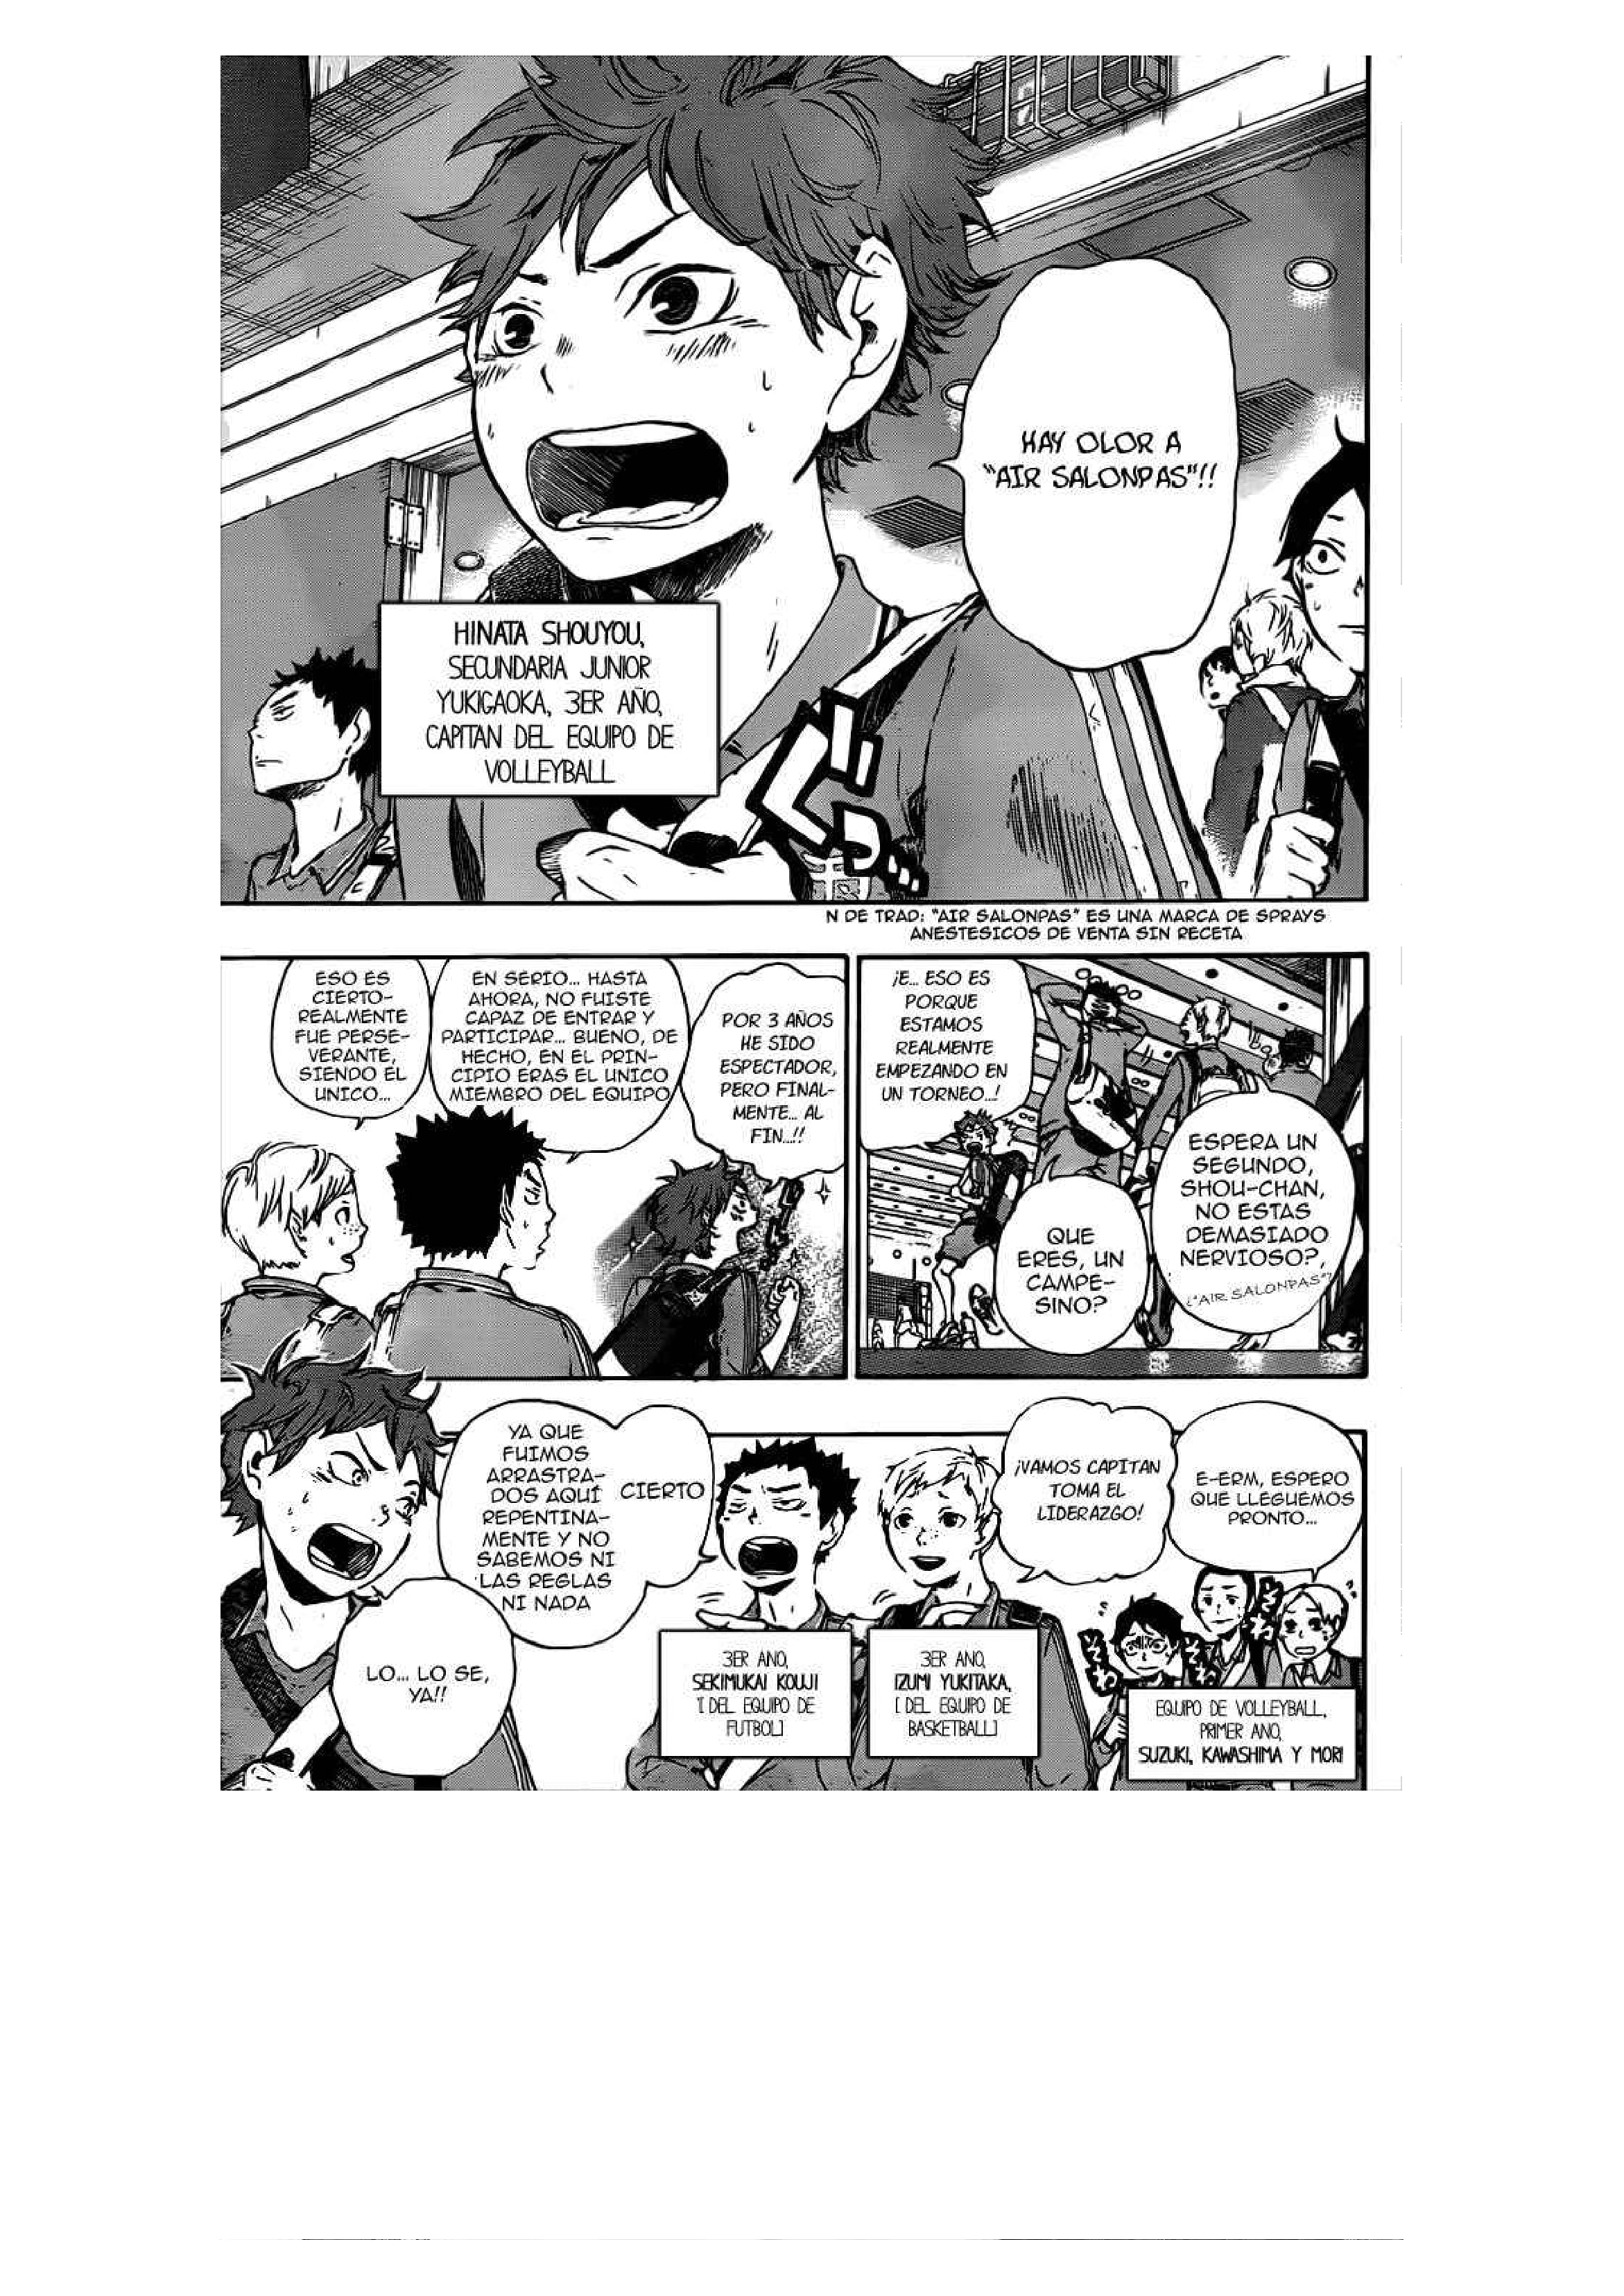 HAY OLOR A
"AIR SALONPAS"!!
HINATA SHOUYOU,
SECUNDARIA JUNIOR
YUKIGAOKA, 3ER AÑO,
CAPITAN DEL EQUIPO DE
VOLLEYBALL
N DE TRAD: "AIR SALONPAS" ES UNA MARCA DE SPRAYS
ANESTESICOS DE VENTA SIN RECETA
ESPERA UN
SEGUNDO,
SHOU-CHAN,
NO ESTAS
DEMASIADO
NERVIOSO?,
¿"AIR SALONPAS"?
QUE
ERES, UN
CAMPE-
SINO?
¡E... ESO ES
PORQUE
ESTAMOS
REALMENTE
EMPEZANDO EN
UN TORNEO..!
POR 3 AÑOS
HE SIDO
ESPECTADOR,
PERO FINAL-
MENTE... AL
FIN...!!
EN SERIO... HASTA
AHORA, NO FUISTE
CAPAZ DE ENTRAR Y
PARTICIPAR... BUENO, DE
HECHO, EN EL PRIN-
CIPIO ERAS EL UNICO
MIEMBRO DEL EQUIPO
ESO ES
CIERTO-
REALMENTE
FUE PERSE-
VERANTE,
SIENDO EL
UNICO...
E-ERM, ESPERO
QUE LLEGUEMOS
PRONTO...
¡VAMOS CAPITAN
TOMA EL
LIDERAZGO!
EQUIPO DE VOLLEYBALL,
PRIMER ANO,
SUZUKI, KAWASHIMA Y MORI
3ER ANO,
IZUMI YUKITAKA,
[ DEL EQUIPO DE
BASKETBALL]
3ER ANO,
SEKIMUKAI KOUJI
[ DEL EQUIPO DE
FUTBOL]
CIERTO
YA QUE
FUIMOS
ARRASTRA-
DOS AQUÍ
REPENTINA-
MENTE Y NO
SABEMOS NI
LAS REGLAS
NI NADA
LO... LO SE,
YA!!